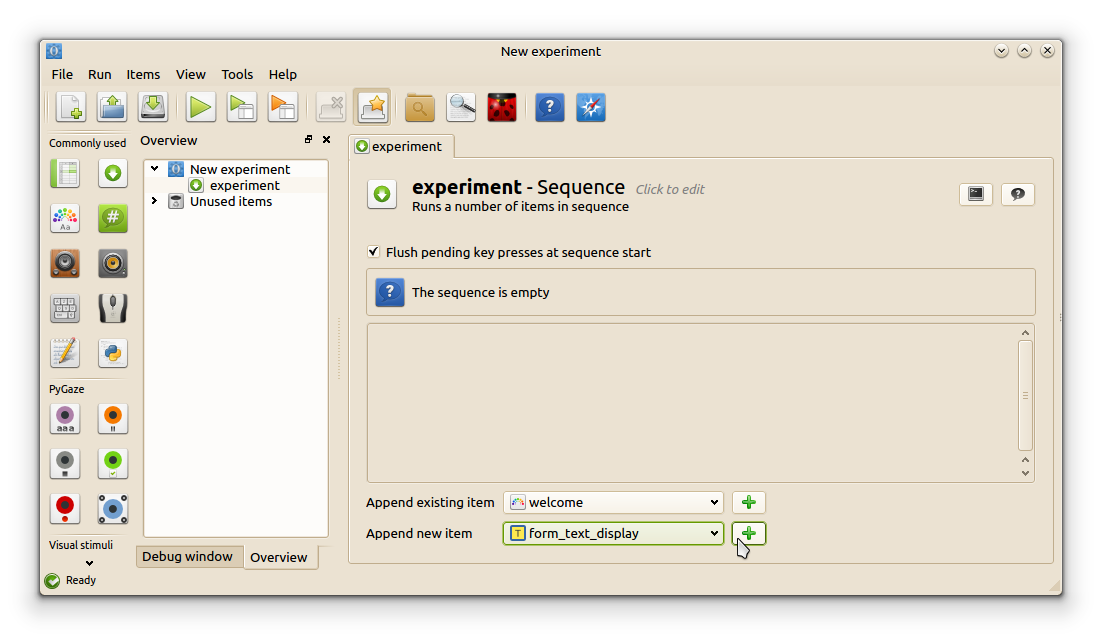 New experiment
File Run Items View Tools Help
Commonly used
Aa
#
PyGaze
aaa
Visual stimuli
Ready
Overview
New experiment
experiment
Unused items
Debug window
Overview
experiment
experiment - Sequence Click to edit
Runs a number of items in sequence
Flush pending key presses at sequence start
? The sequence is empty
Append existing item welcome
Append new item T form_text_display